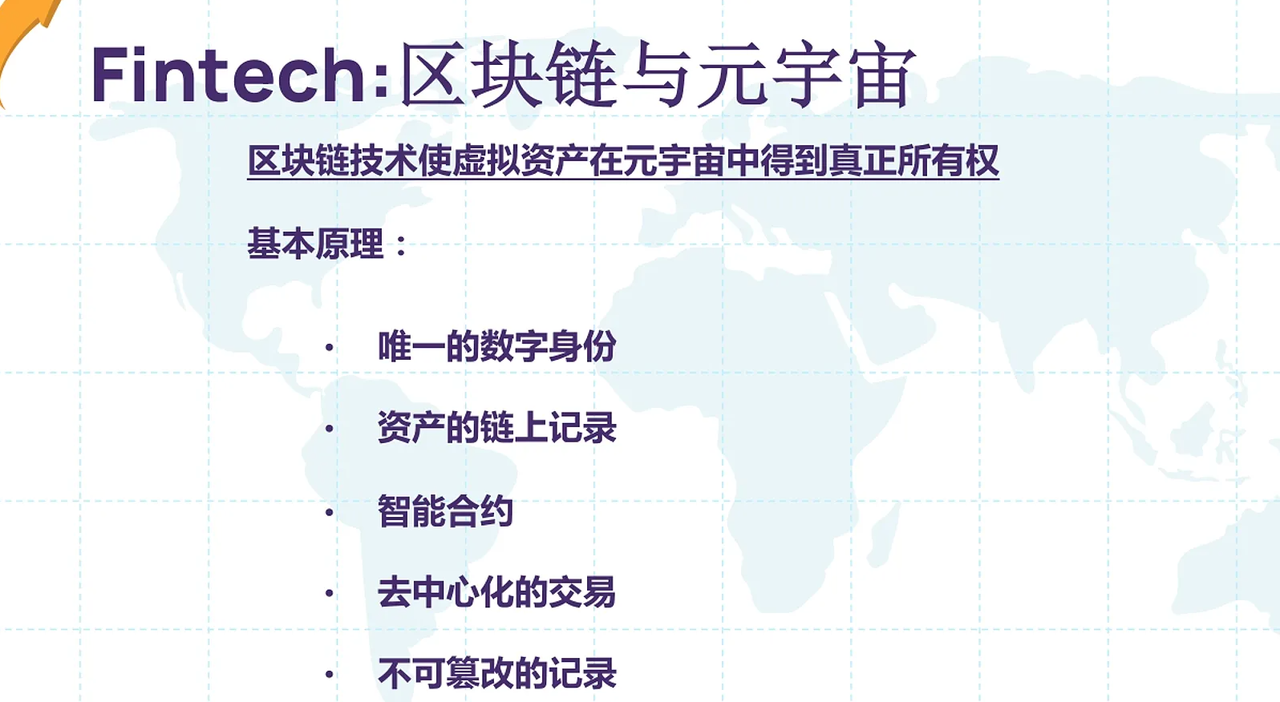 Fintech:区块链与元宇宙
区块链技术使虚拟资产在元宇宙中得到真正所有权
基本原理：
• 唯一的数字身份
• 资产的链上记录
• 智能合约
• 去中心化的交易
• 不可篡改的记录